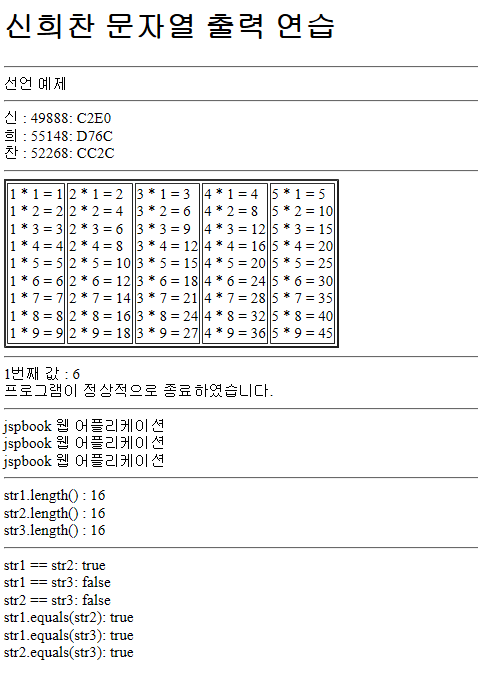 신희찬 문자열 출력 연습
선언 예제
신 : 49888: C2E0
희 : 55148: D76C
찬 : 52268: CC2C
1 * 1 = 1 2 * 1 = 2 3 * 1 = 3 4 * 1 = 4 5 * 1 = 5
1 * 2 = 2 2 * 2 = 4 3 * 2 = 6 4 * 2 = 8 5 * 2 = 10
1 * 3 = 3 2 * 3 = 6 3 * 3 = 9 4 * 3 = 12 5 * 3 = 15
1 * 4 = 4 2 * 4 = 8 3 * 4 = 12 4 * 4 = 16 5 * 4 = 20
1 * 5 = 5 2 * 5 = 10 3 * 5 = 15 4 * 5 = 20 5 * 5 = 25
1 * 6 = 6 2 * 6 = 12 3 * 6 = 18 4 * 6 = 24 5 * 6 = 30
1 * 7 = 7 2 * 7 = 14 3 * 7 = 21 4 * 7 = 28 5 * 7 = 35
1 * 8 = 8 2 * 8 = 16 3 * 8 = 24 4 * 8 = 32 5 * 8 = 40
1 * 9 = 9 2 * 9 = 18 3 * 9 = 27 4 * 9 = 36 5 * 9 = 45
1번째 값 : 6
프로그램이 정상적으로 종료하였습니다.
jspbook 웹 어플리케이션
jspbook 웹 어플리케이션
jspbook 웹 어플리케이션
str1.length() : 16
str2.length() : 16
str3.length() : 16
str1 == str2: true
str1 == str3: false
str2 == str3: false
str1.equals(str2): true
str1.equals(str3): true
str2.equals(str3): true